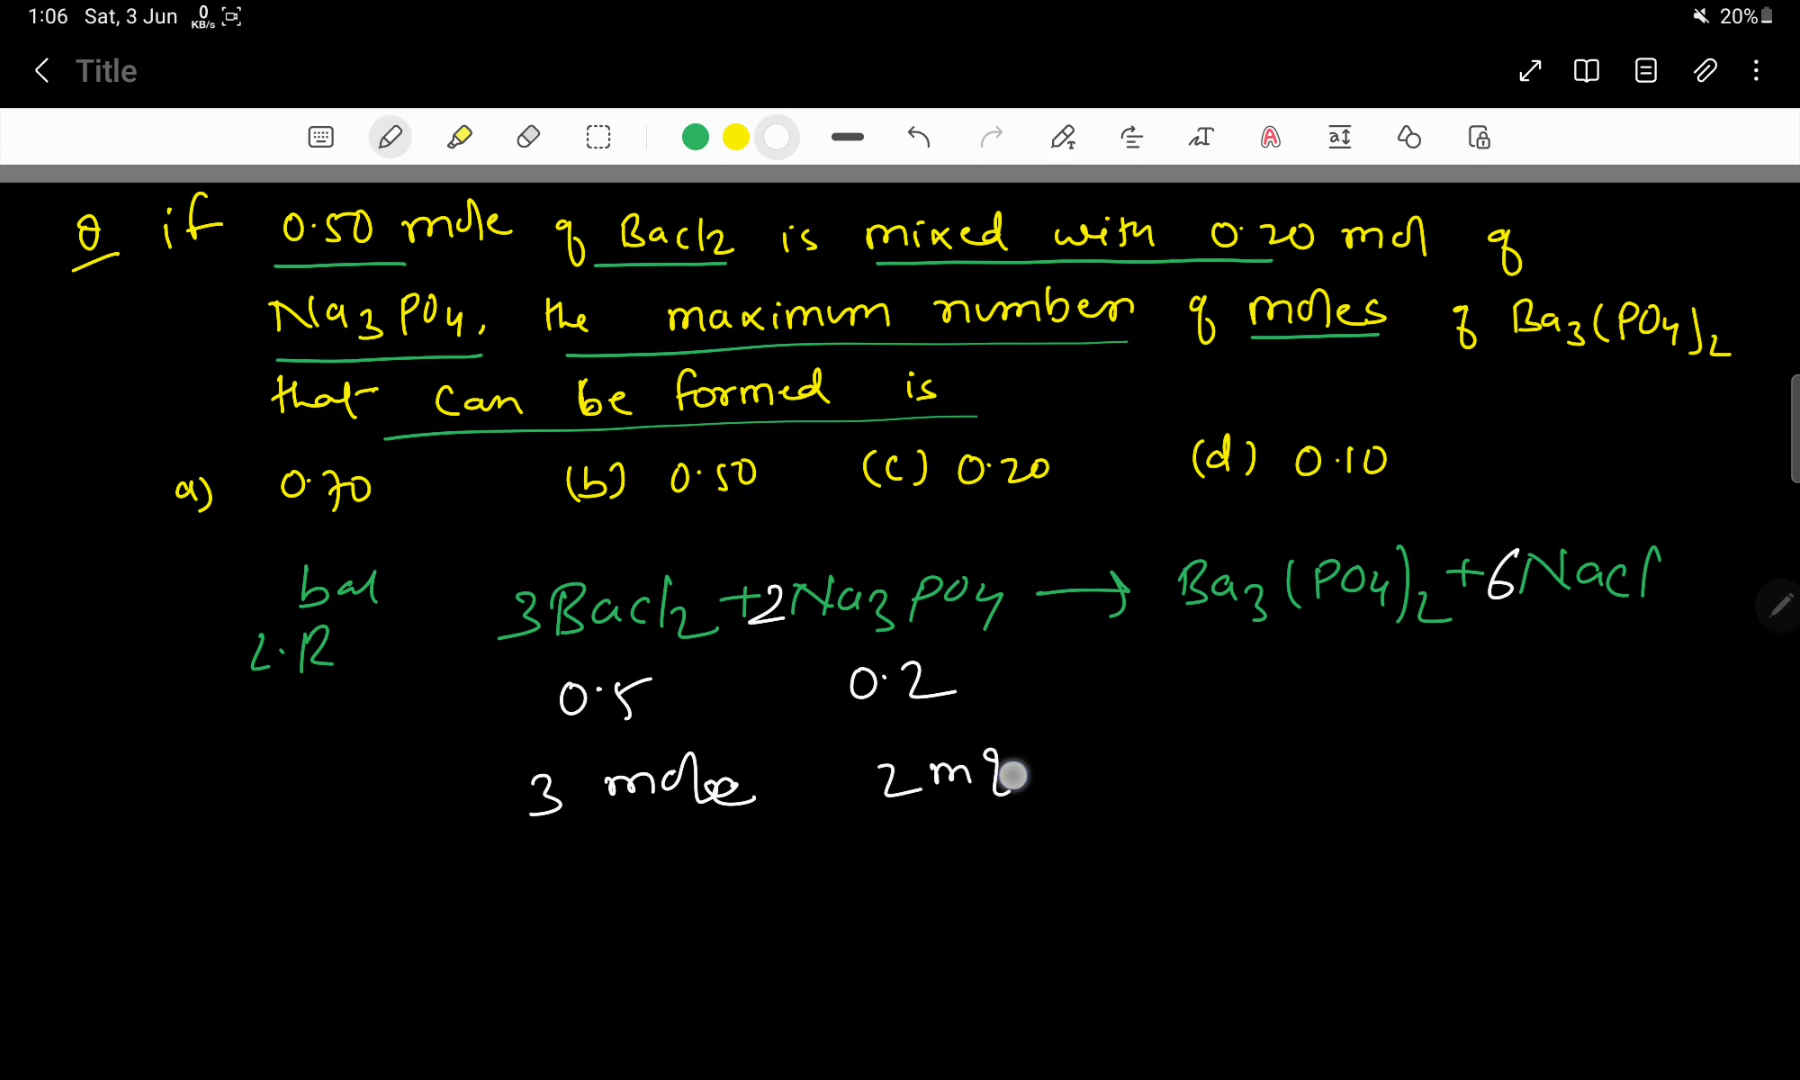 1:06 Sat, 3 Jun 0 KB/s 20%
Title
Q if 0.50 mole of BaCl2 is mixed with 0.20 mol of
Na3PO4, the maximum number of moles of Ba3(PO4)2
that can be formed is
a) 0.70 (b) 0.50 (c) 0.20 (d) 0.10
bal 3BaCl2 + 2Na3PO4 → Ba3(PO4)2 + 6NaCl
L.R
0.5 0.2
3 mole 2 m